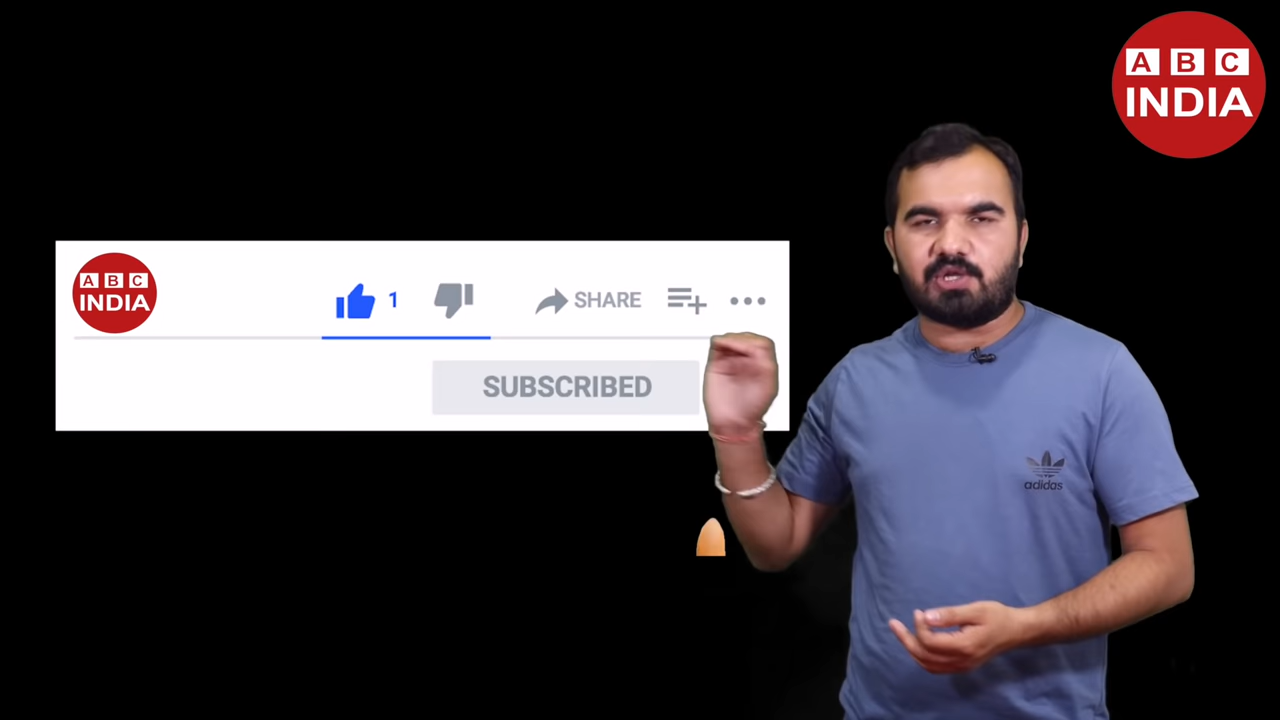 A B C
INDIA
A B C
INDIA
1
SHARE
SUBSCRIBED
adidas